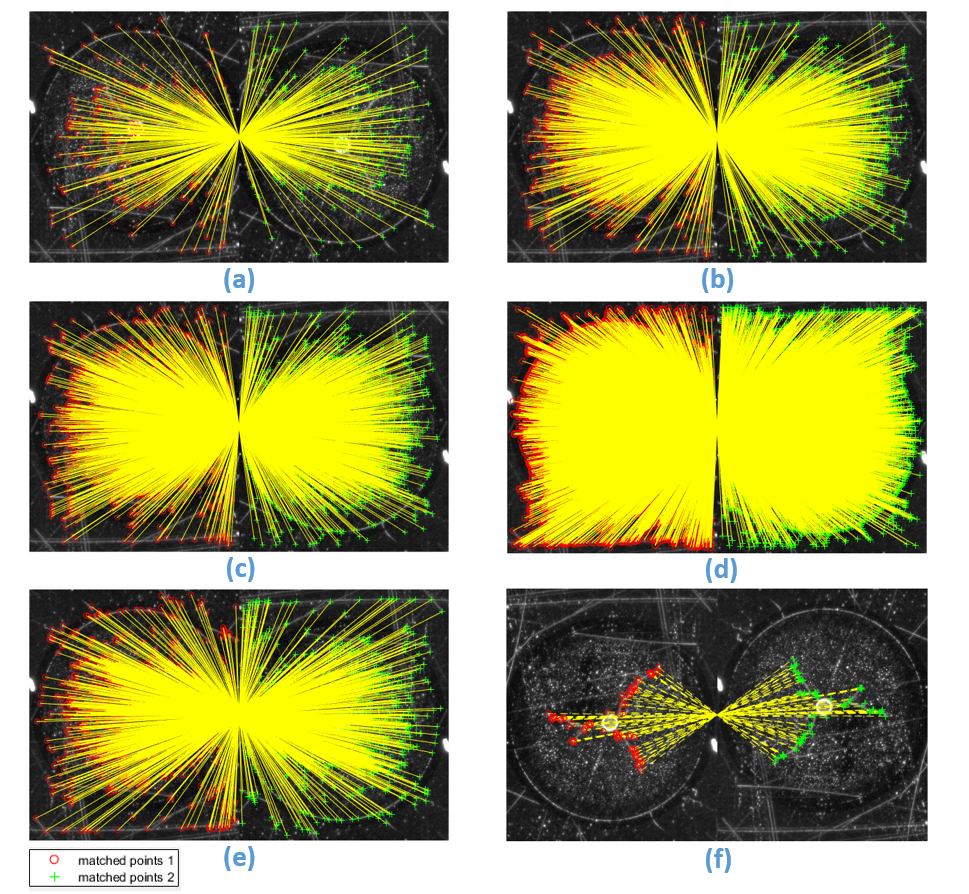 (a)
(b)
(c)
(d)
(e)
(f)
matched points 1
matched points 2